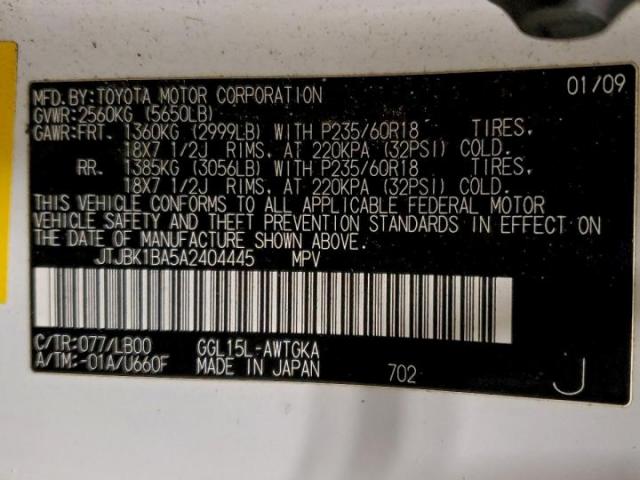 MFD.BY:TOYOTA MOTOR CORPORATION 01/09
GVWR:2560KG (5650LB)
GAWR:FRT. 1360KG (2999LB) WITH P235/60R18 TIRES,
18X7 1/2J RIMS, AT 220KPA (32PSI) COLD.
RR. 1385KG (3056LB) WITH P235/60R18 TIRES,
18X7 1/2J RIMS, AT 220KPA (32PSI) COLD.
THIS VEHICLE CONFORMS TO ALL APPLICABLE FEDERAL MOTOR
VEHICLE SAFETY AND THEFT PREVENTION STANDARDS IN EFFECT ON
THE DATE OF MANUFACTURE SHOWN ABOVE.
JTJBK1BA5A2404445 MPV
C/TR:077/LB00 GGL15L-AWTGKA
A/TM:-01A/U660F MADE IN JAPAN 702 J